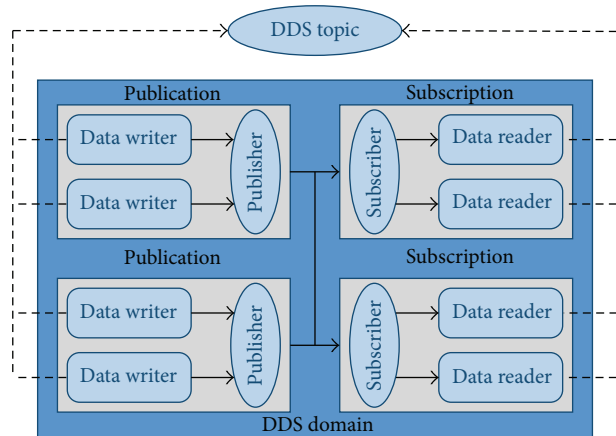 DDS topic
Publication
Subscription
Data writer
Data writer
Publisher
Subscriber
Data reader
Data reader
Publication
Subscription
Data writer
Data writer
Publisher
Subscriber
Data reader
Data reader
DDS domain